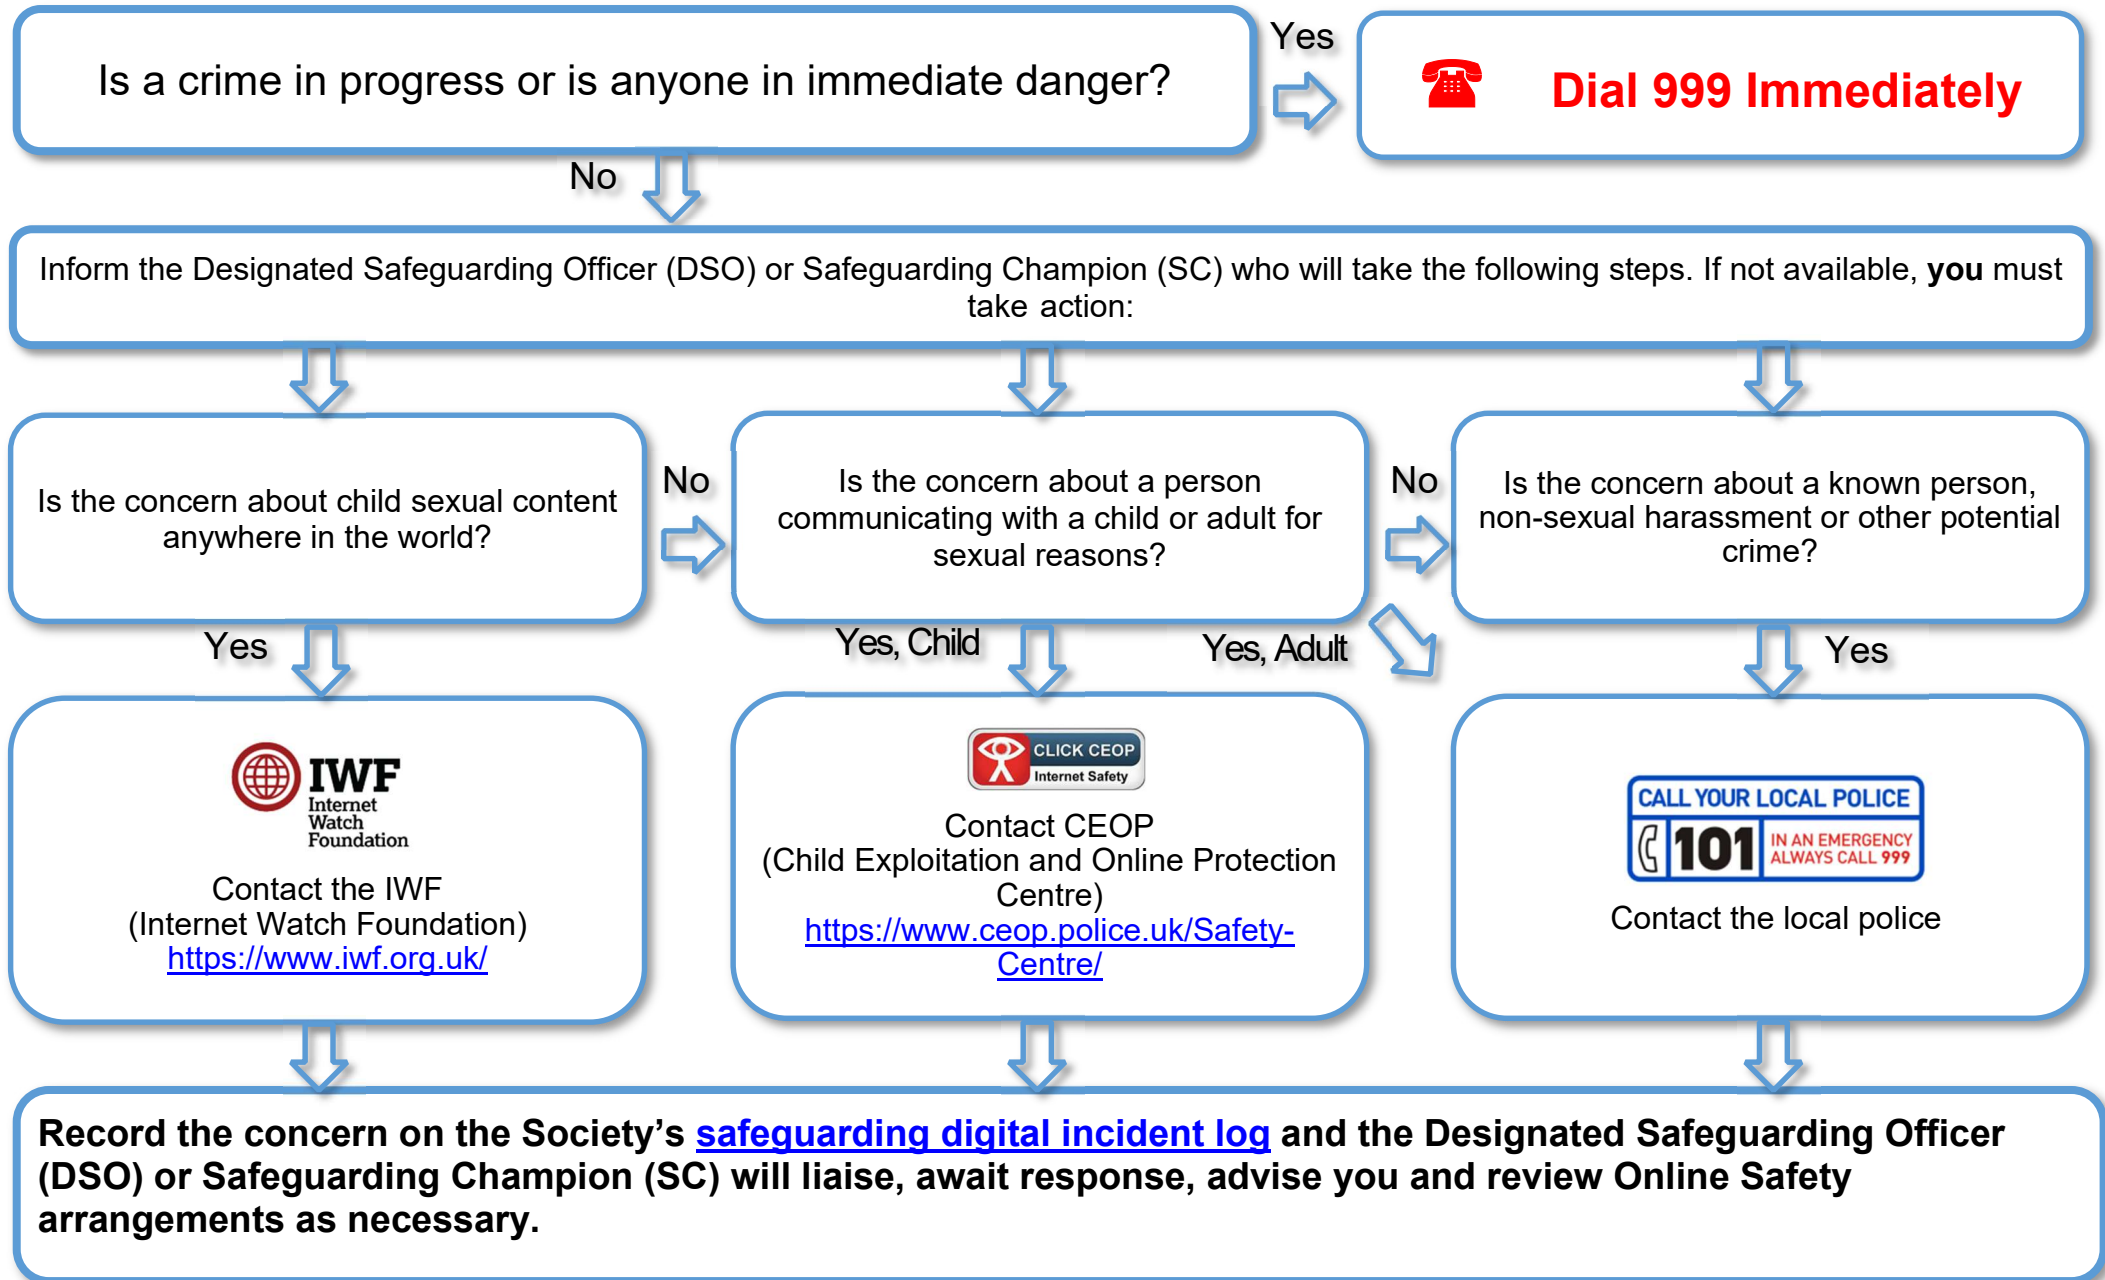 Is a crime in progress or is anyone in immediate danger?
Yes
☎ Dial 999 Immediately
No
Inform the Designated Safeguarding Officer (DSO) or Safeguarding Champion (SC) who will take the following steps. If not available, you must
take action:
Is the concern about child sexual content
anywhere in the world?
No
Is the concern about a person
communicating with a child or adult for
sexual reasons?
No
Is the concern about a known person,
non-sexual harassment or other potential
crime?
Yes
Yes, Child
Yes, Adult
Yes
IWF
Internet
Watch
Foundation
Contact the IWF
(Internet Watch Foundation)
https://www.iwf.org.uk/
CLICK CEOP
Internet Safety
Contact CEOP
(Child Exploitation and Online Protection
Centre)
https://www.ceop.police.uk/Safety-
Centre/
CALL YOUR LOCAL POLICE
101
IN AN EMERGENCY
ALWAYS CALL 999
Contact the local police
Record the concern on the Society’s safeguarding digital incident log and the Designated Safeguarding Officer
(DSO) or Safeguarding Champion (SC) will liaise, await response, advise you and review Online Safety
arrangements as necessary.